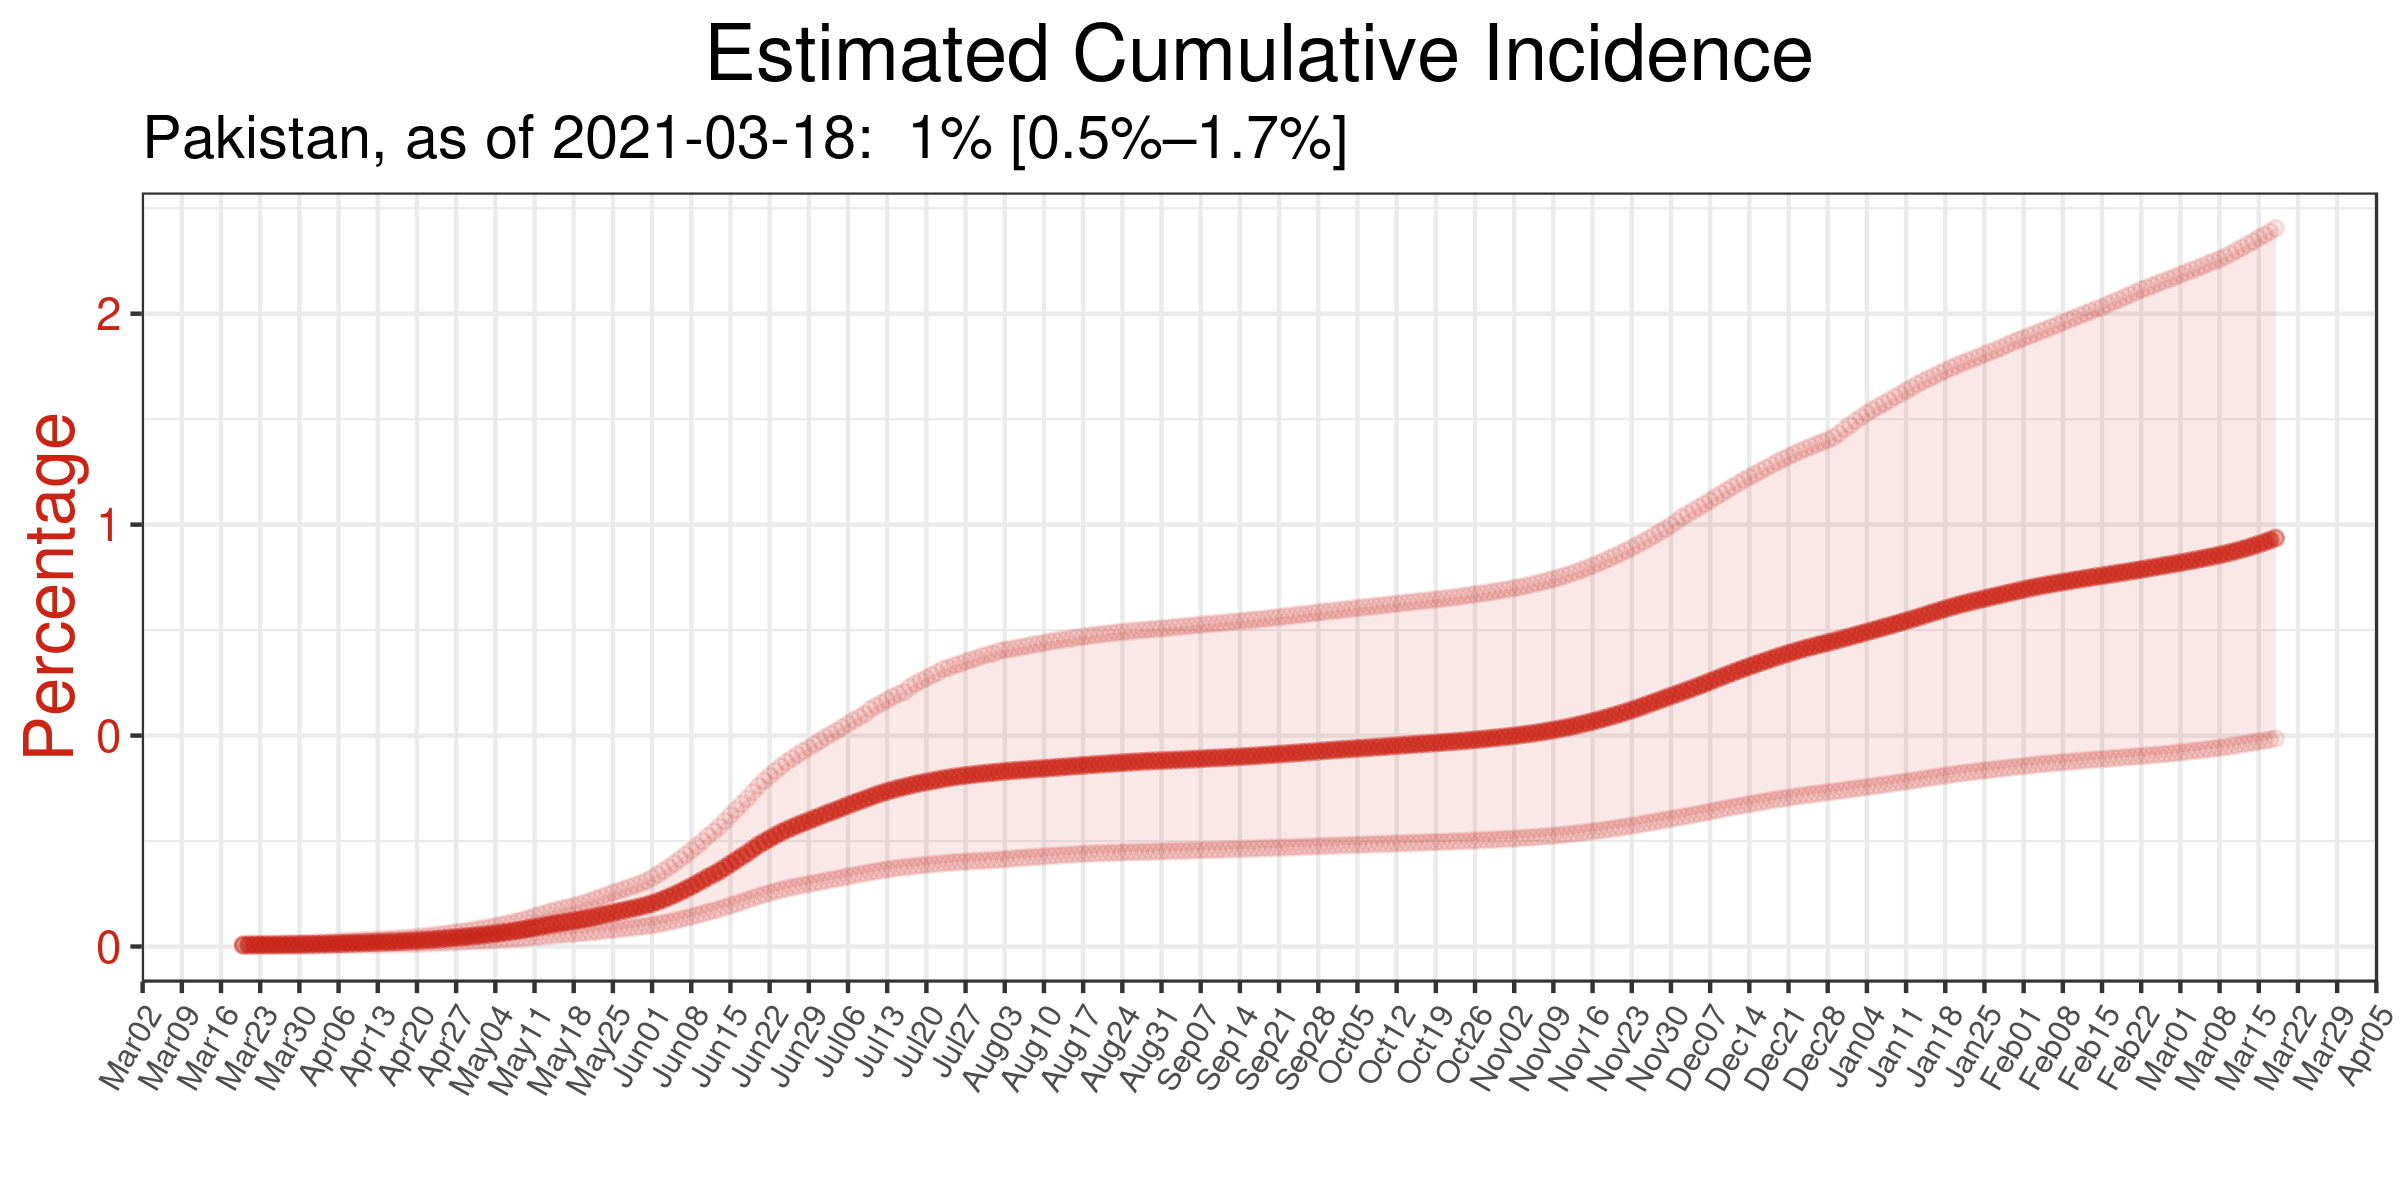 Estimated Cumulative Incidence
Pakistan, as of 2021-03-18:  1% [0.5%–1.7%]
Percentage
2
1
0
0
Mar02
Mar09
Mar16
Mar23
Mar30
Apr06
Apr13
Apr20
Apr27
May04
May11
May18
May25
Jun01
Jun08
Jun15
Jun22
Jun29
Jul06
Jul13
Jul20
Jul27
Aug03
Aug10
Aug17
Aug24
Aug31
Sep07
Sep14
Sep21
Sep28
Oct05
Oct12
Oct19
Oct26
Nov02
Nov09
Nov16
Nov23
Nov30
Dec07
Dec14
Dec21
Dec28
Jan04
Jan11
Jan18
Jan25
Feb01
Feb08
Feb15
Feb22
Mar01
Mar08
Mar15
Mar22
Mar29
Apr05